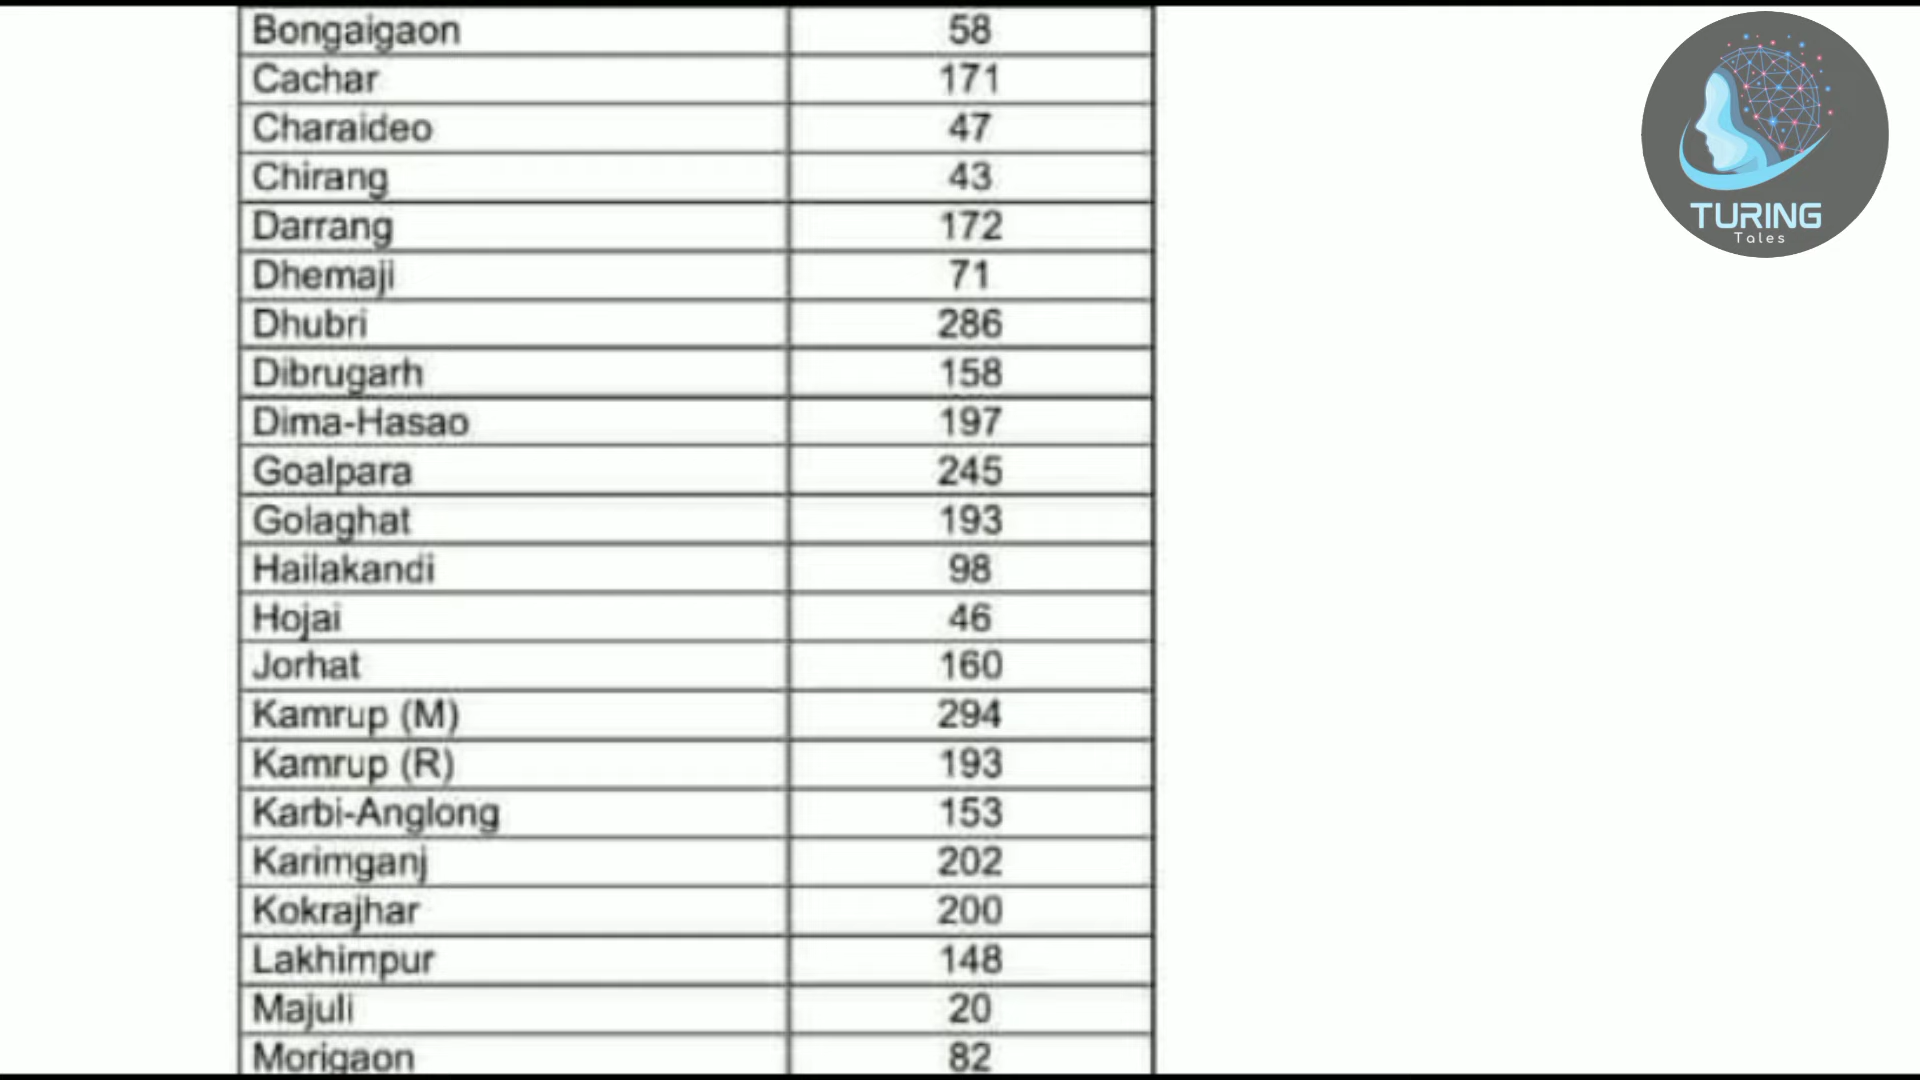 Bongaigaon 58
Cachar 171
Charaideo 47
Chirang 43
Darrang 172
Dhemaji 71
Dhubri 286
Dibrugarh 158
Dima-Hasao 197
Goalpara 245
Golaghat 193
Hailakandi 98
Hojai 46
Jorhat 160
Kamrup (M) 294
Kamrup (R) 193
Karbi-Anglong 153
Karimganj 202
Kokrajhar 200
Lakhimpur 148
Majuli 20
Morigaon 82
TURING
Tales